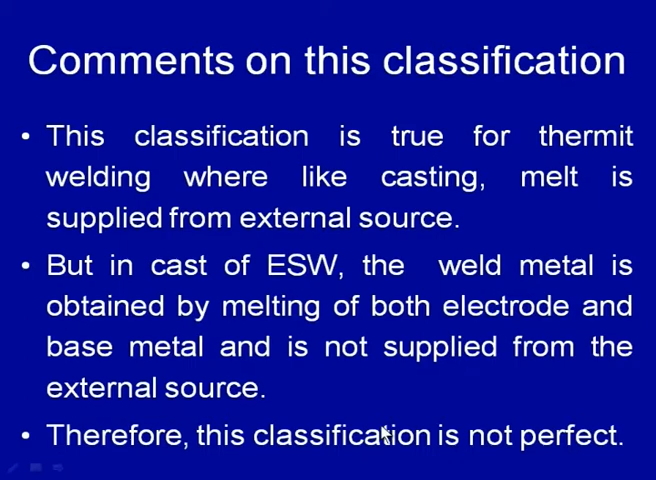 Comments on this classification
• This classification is true for thermit
welding where like casting, melt is
supplied from external source.
• But in cast of ESW, the weld metal is
obtained by melting of both electrode and
base metal and is not supplied from the
external source.
• Therefore, this classification is not perfect.